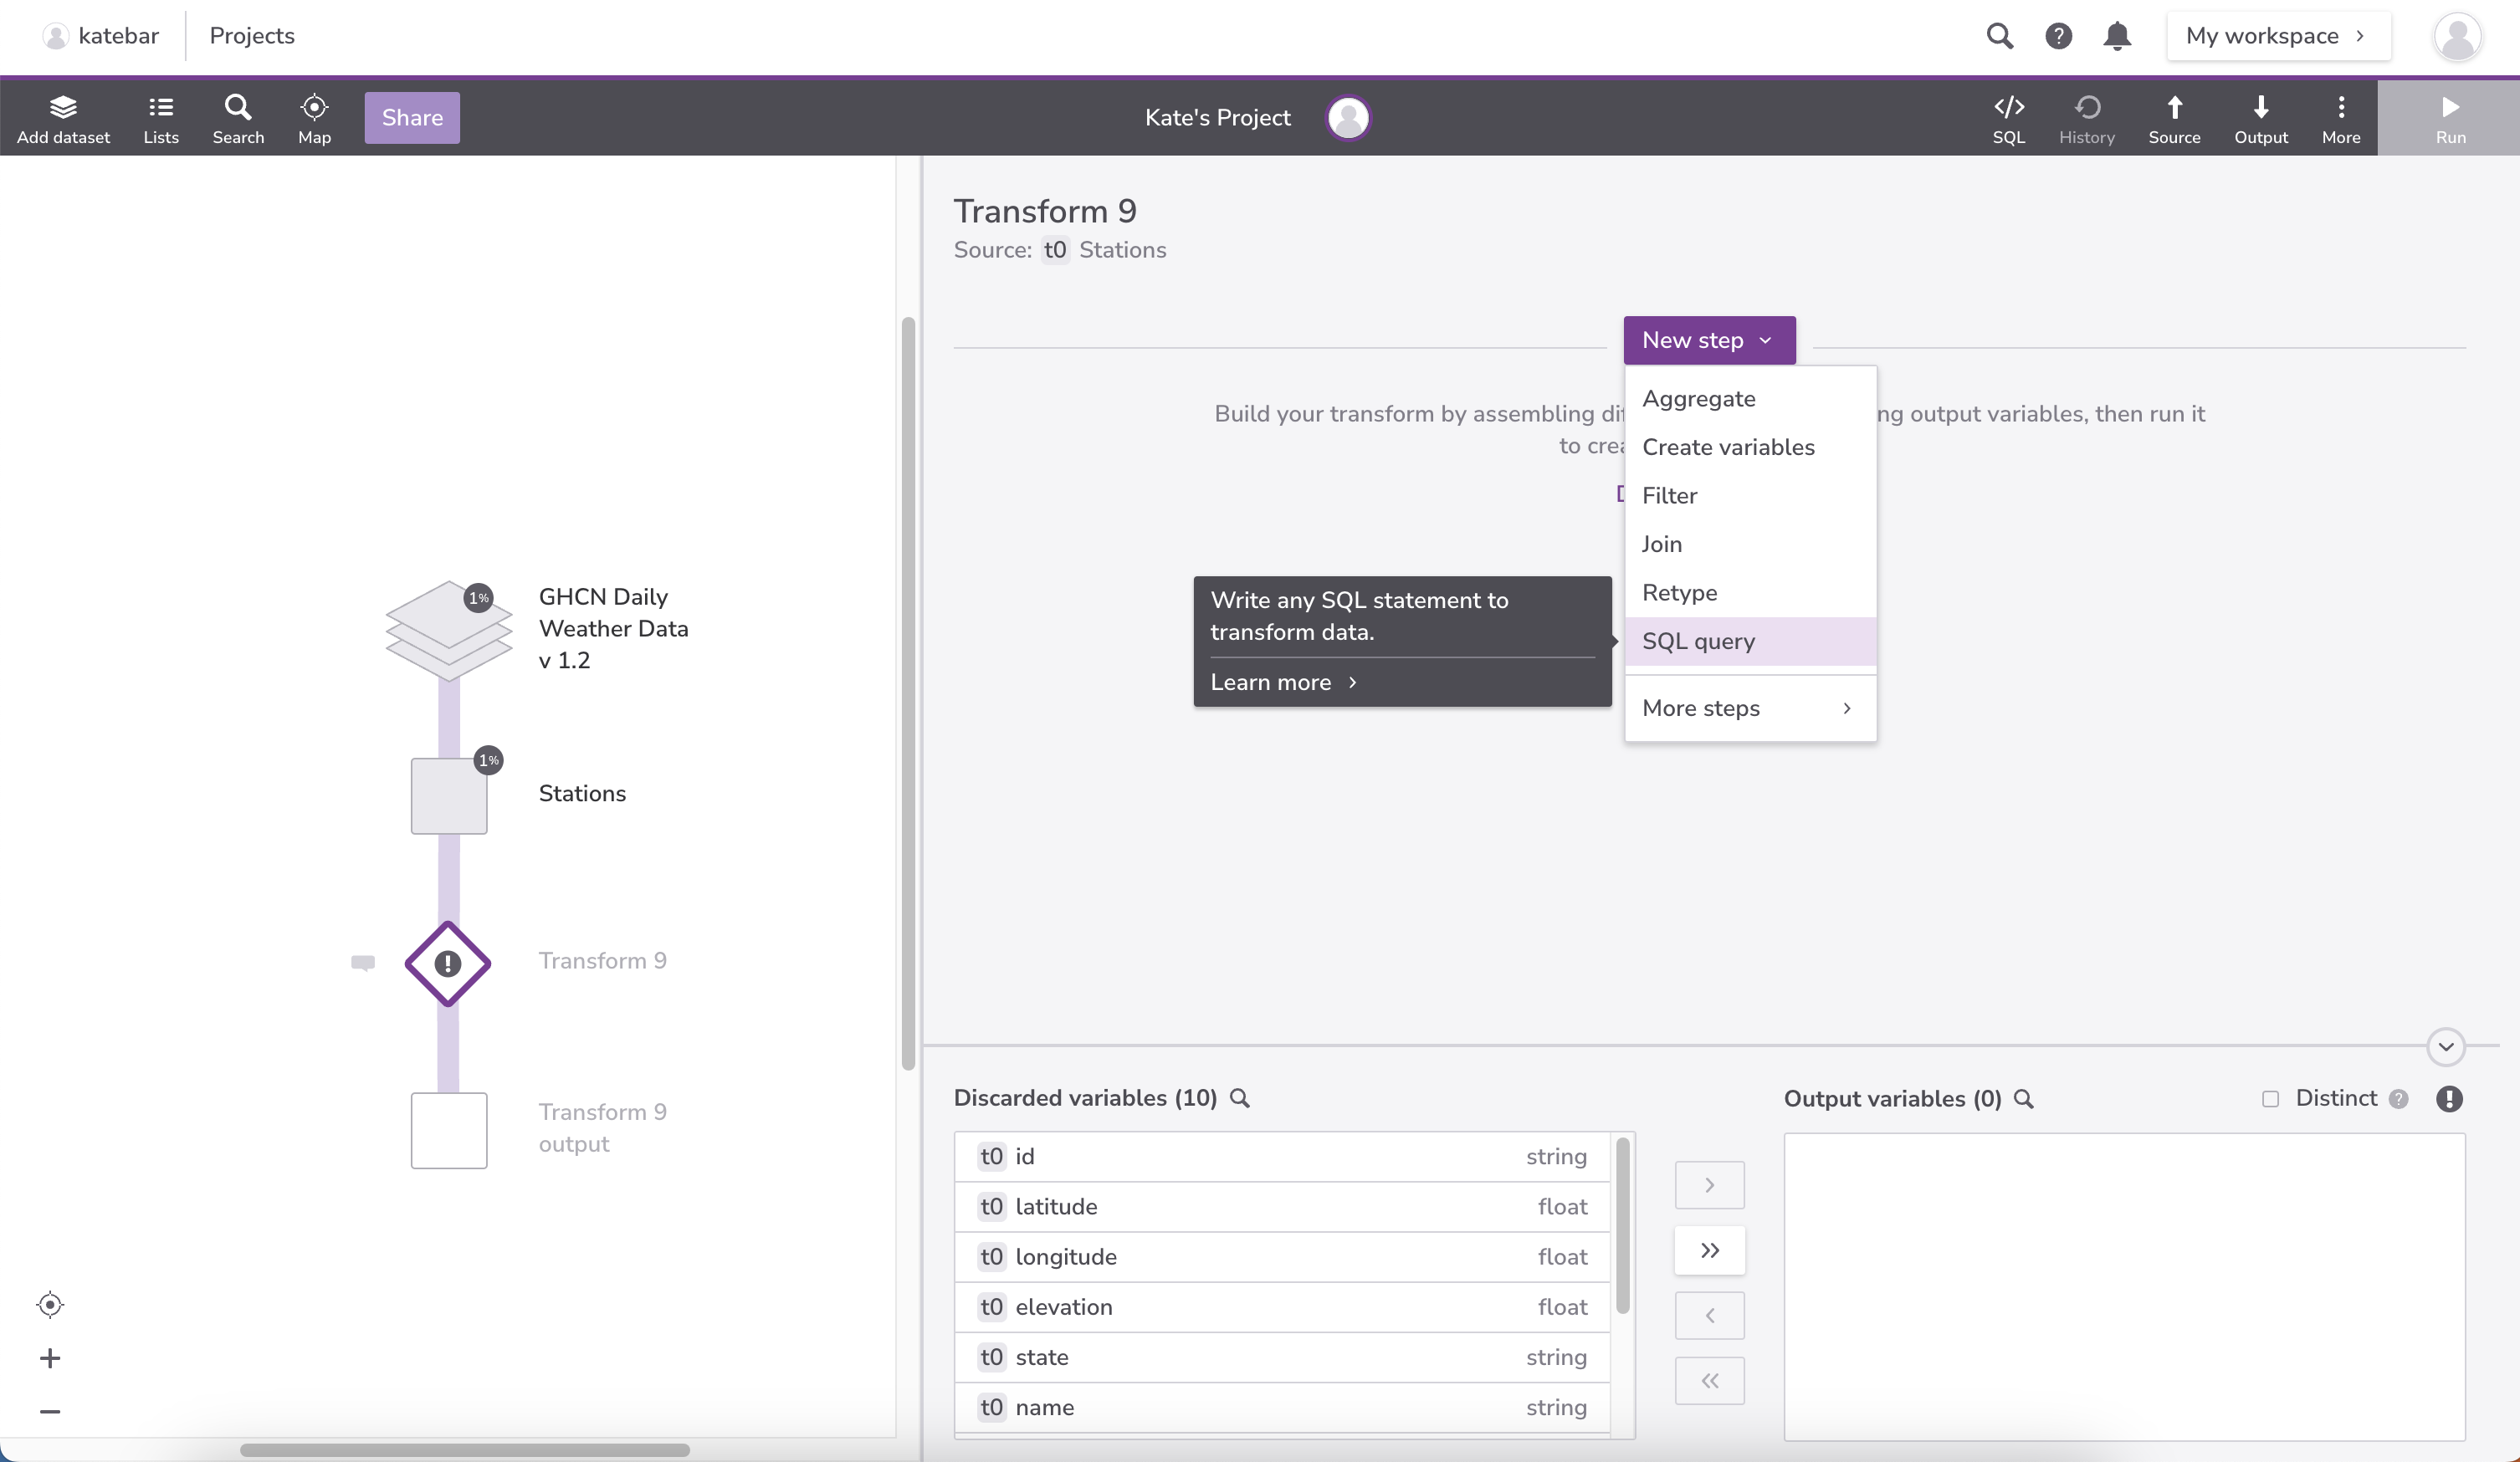 katebar
Projects
My workspace
Add dataset
Lists
Search
Map
Share
Kate's Project
SQL
History
Source
Output
More
Run
Transform 9
Source: t0 Stations
New step
Build your transform by assembling ng output variables, then run it
to
Aggregate
Create variables
Filter
Join
Retype
SQL query
More steps
Write any SQL statement to
transform data.
Learn more
1%
GHCN Daily
Weather Data
v 1.2
1%
Stations
Transform 9
Transform 9
output
Discarded variables (10)
t0 id string
t0 latitude float
t0 longitude float
t0 elevation float
t0 state string
t0 name string
Output variables (0)
Distinct